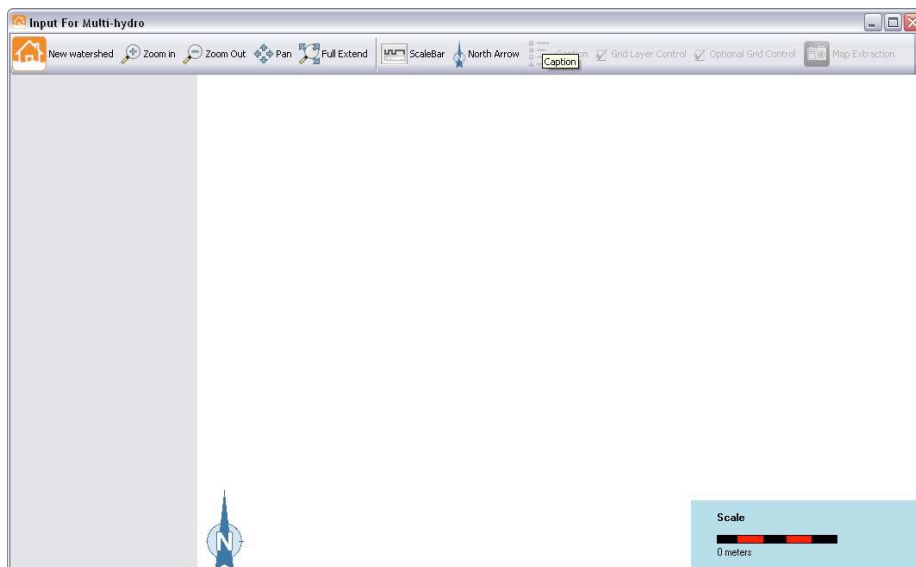 Input For Multi-hydro
New watershed Zoom in Zoom Out Pan Full Extend ScaleBar North Arrow Caption Grid Layer Control Optional Grid Control Map Extraction
Caption
N
Scale
0 meters